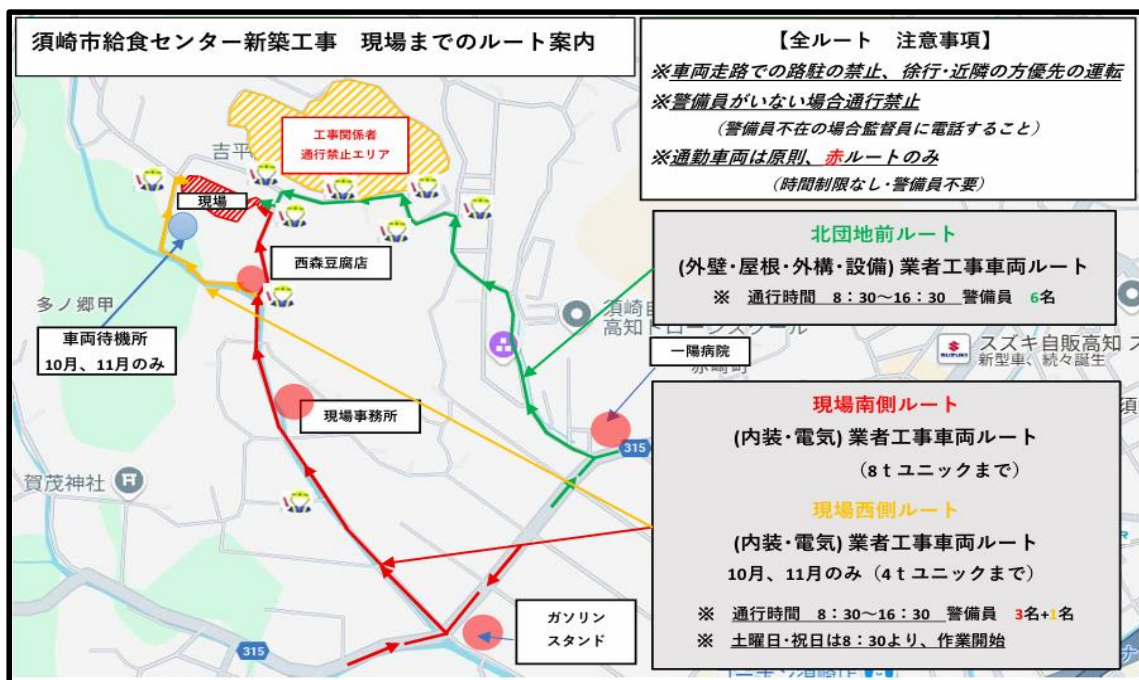 須崎市給食センター新築工事　現場までのルート案内
【全ルート　注意事項】
※車両走路での路駐の禁止、徐行・近隣の方優先の運転
※警備員がいない場合通行禁止
（警備員不在の場合監督員に電話すること）
※通勤車両は原則、赤ルートのみ
（時間制限なし・警備員不要）
工事関係者
通行禁止エリア
吉平
現場
西森豆腐店
多ノ郷甲
車両待機所
10月、11月のみ
現場事務所
賀茂神社
一陽病院
須崎自
高知ドローンスクール
315
315
ガソリン
スタンド
北団地前ルート
(外壁・屋根・外構・設備) 業者工事車両ルート
※　通行時間　8：30～16：30　警備員　6名
SUZUKI
スズキ自販高知 ス
新型車、続々誕生
現場南側ルート
(内装・電気) 業者工事車両ルート
（8ｔユニックまで）
現場西側ルート
(内装・電気) 業者工事車両ルート
10月、11月のみ（4ｔユニックまで）
※　通行時間　8：30～16：30　警備員　3名+1名
※　土曜日・祝日は8：30より、作業開始